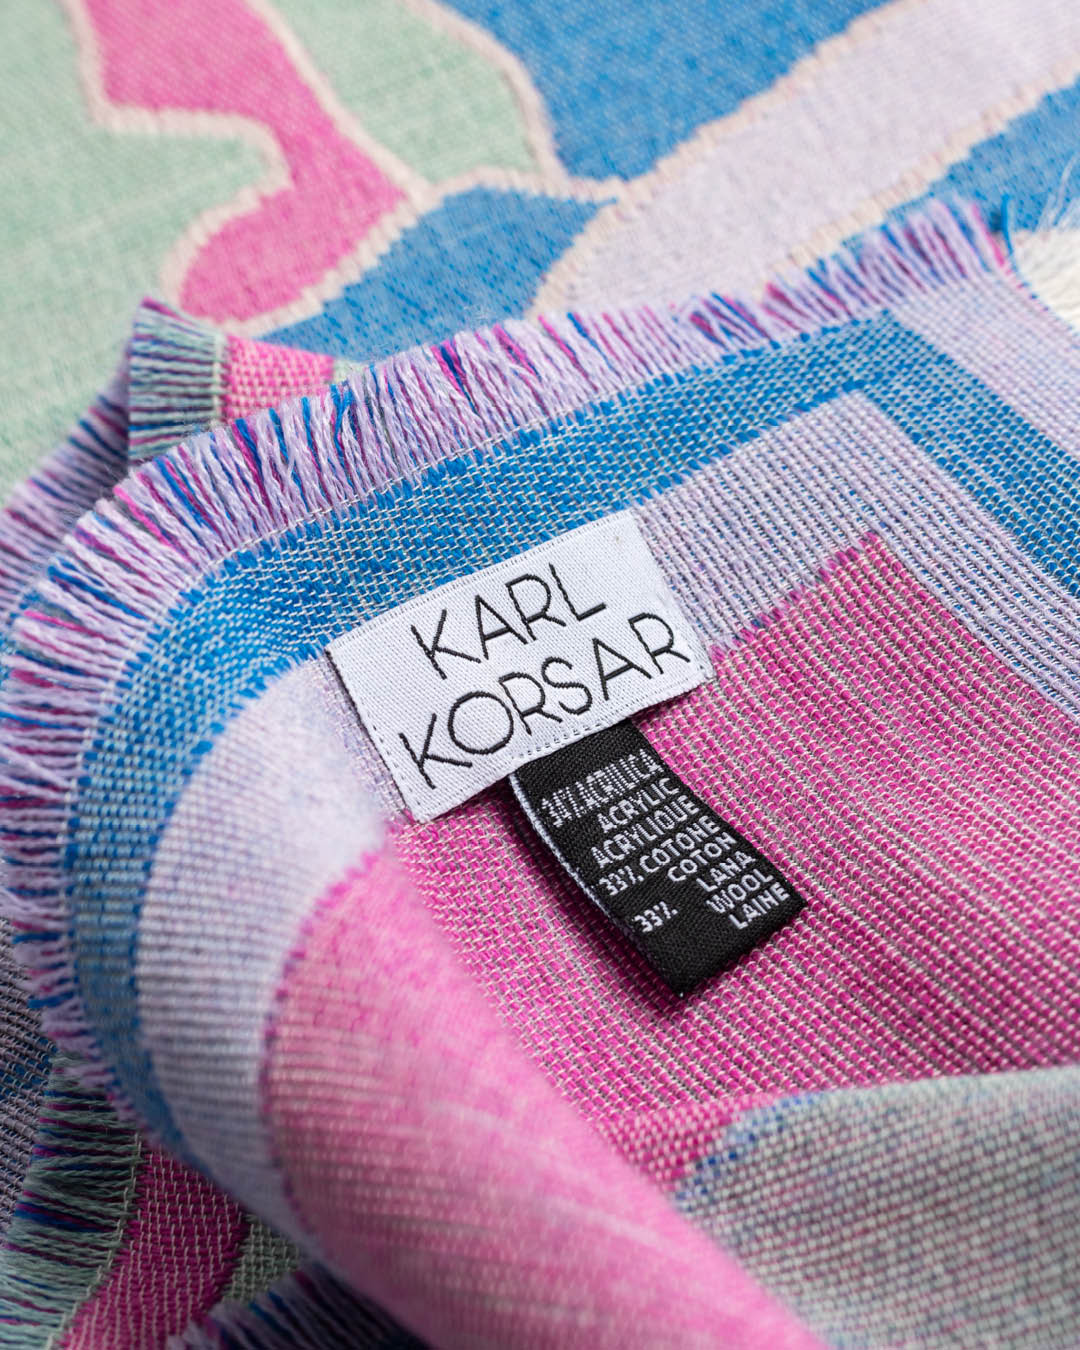 KARL
KORSAR
34% ACRILICA
ACRYLIC
ACRYLIQUE
33% COTONE
COTON
LANA
33% WOOL
LAINE